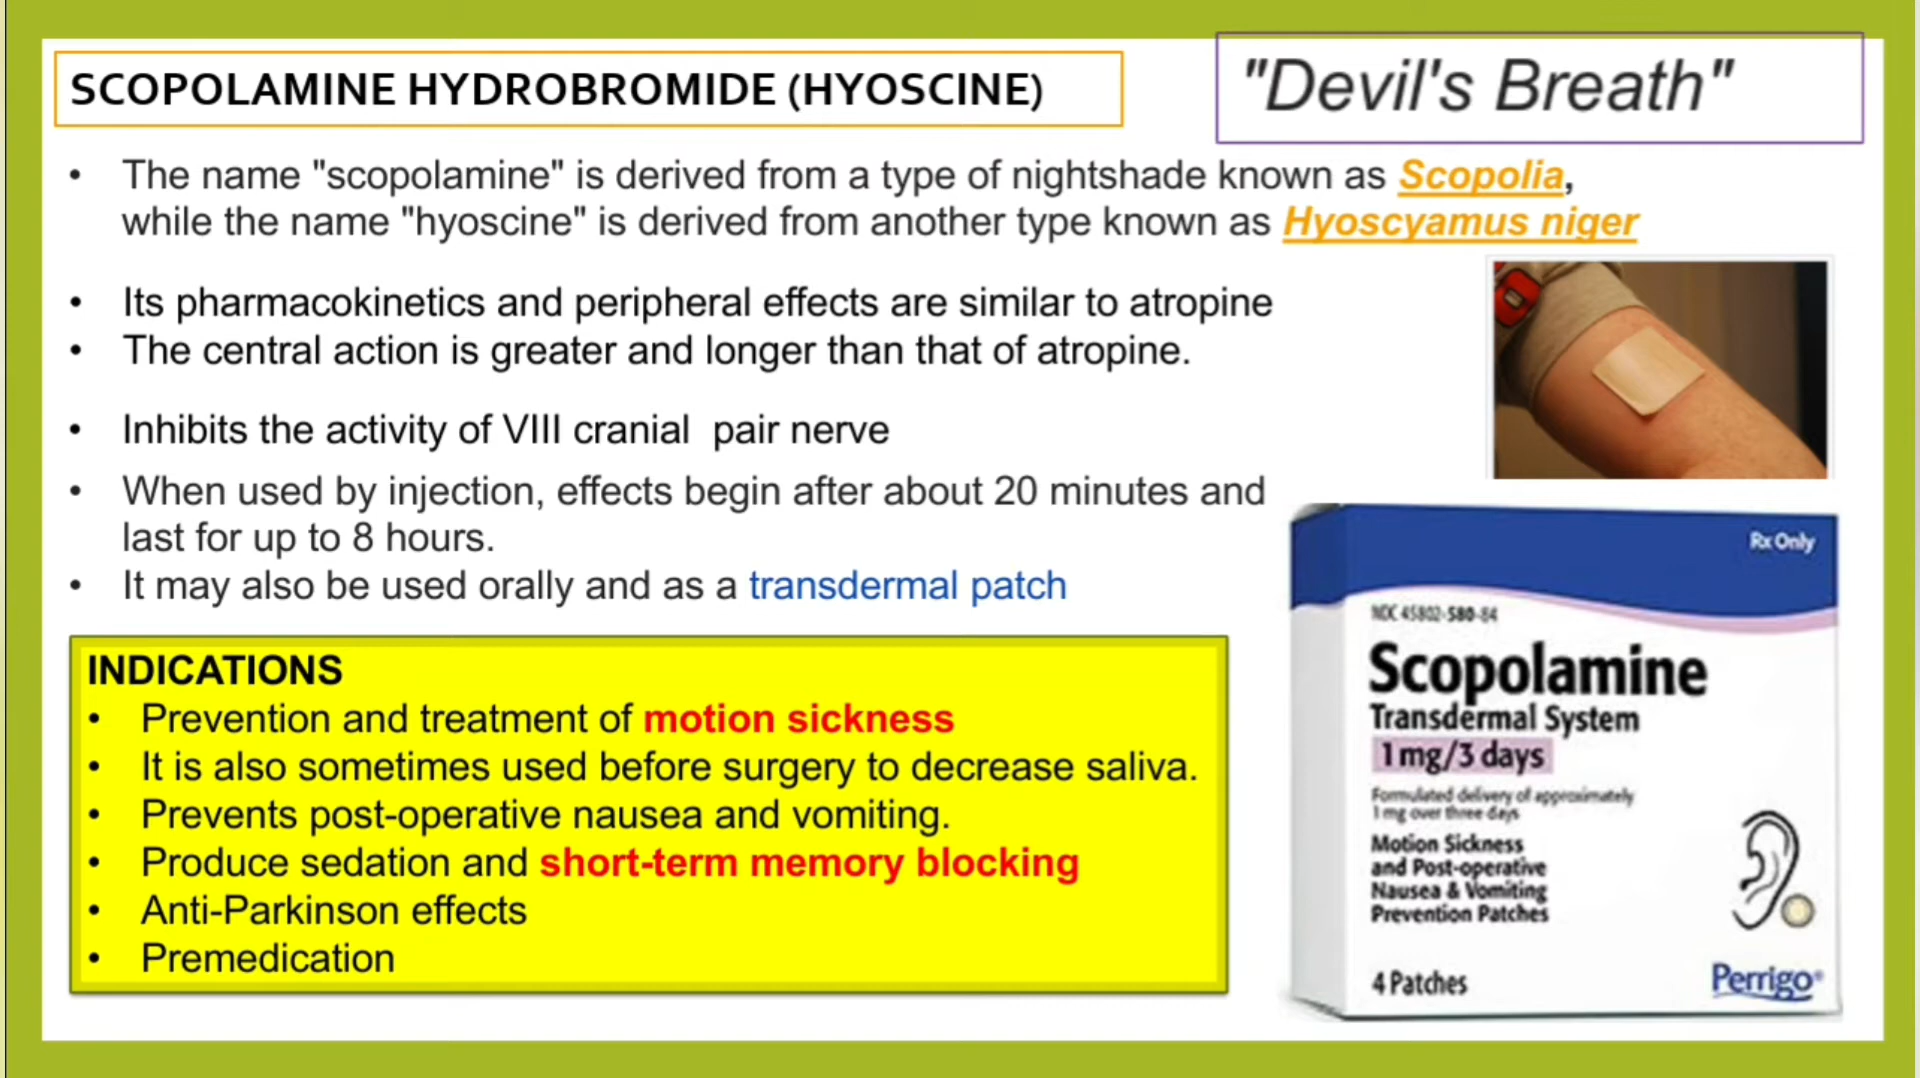 SCOPOLAMINE HYDROBROMIDE (HYOSCINE)
"Devil's Breath"
• The name "scopolamine" is derived from a type of nightshade known as Scopolia,
while the name "hyoscine" is derived from another type known as Hyoscyamus niger
• Its pharmacokinetics and peripheral effects are similar to atropine
• The central action is greater and longer than that of atropine.
• Inhibits the activity of VIII cranial pair nerve
• When used by injection, effects begin after about 20 minutes and
last for up to 8 hours.
• It may also be used orally and as a transdermal patch
INDICATIONS
• Prevention and treatment of motion sickness
• It is also sometimes used before surgery to decrease saliva.
• Prevents post-operative nausea and vomiting.
• Produce sedation and short-term memory blocking
• Anti-Parkinson effects
• Premedication
Rx Only
NDC 45802-580-84
Scopolamine
Transdermal System
1 mg/3 days
Formulated delivery of approximately
1 mg over three days
Motion Sickness
and Post-operative
Nausea & Vomiting
Prevention Patches
4 Patches
Perrigo®